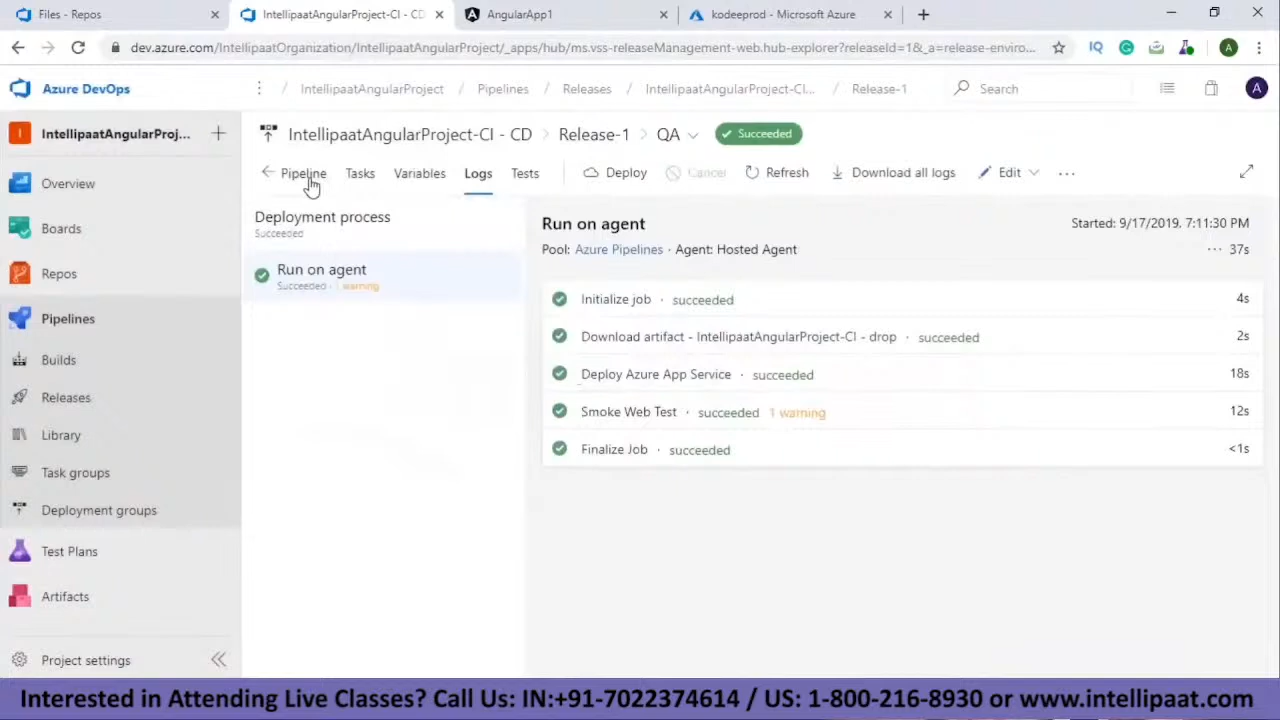 Files - Repos
IntellipaatAngularProject-CI - CD
AngularApp1
kodeeprod - Microsoft Azure
dev.azure.com/IntellipaatOrganization/IntellipaatAngularProject/_apps/hub/ms.vss-releaseManagement-web.hub-explorer?releaseId=1&_a=release-enviro...
IQ
A
Azure DevOps
/ IntellipaatAngularProject / Pipelines / Releases / IntellipaatAngularProject-CI... / Release-1
Search
A
I IntellipaatAngularProj...
Overview
Boards
Repos
Pipelines
Builds
Releases
Library
Task groups
Deployment groups
Test Plans
Artifacts
Project settings
IntellipaatAngularProject-CI - CD > Release-1 > QA Succeeded
Pipeline Tasks Variables Logs Tests Deploy Cancel Refresh Download all logs Edit ...
Deployment process
Succeeded
Run on agent
Succeeded · 1 warning
Run on agent
Started: 9/17/2019, 7:11:30 PM
Pool: Azure Pipelines · Agent: Hosted Agent
... 37s
Initialize job · succeeded 4s
Download artifact - IntellipaatAngularProject-CI - drop · succeeded 2s
Deploy Azure App Service · succeeded 18s
Smoke Web Test · succeeded 1 warning 12s
Finalize Job · succeeded <1s
Interested in Attending Live Classes? Call Us: IN:+91-7022374614 / US: 1-800-216-8930 or www.intellipaat.com